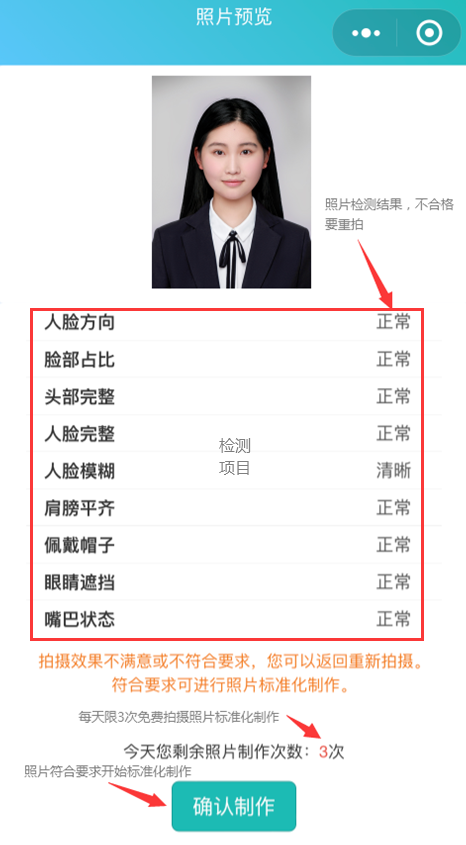 照片预览
照片检测结果，不合格
要重拍
人脸方向 正常
脸部占比 正常
头部完整 正常
人脸完整 正常
检测
项目
人脸模糊 清晰
肩膀平齐 正常
佩戴帽子 正常
眼睛遮挡 正常
嘴巴状态 正常
拍摄效果不满意或不符合要求，您可以返回重新拍摄。
符合要求可进行照片标准化制作。
每天限3次免费拍摄照片标准化制作
今天您剩余照片制作次数：3次
照片符合要求开始标准化制作
确认制作